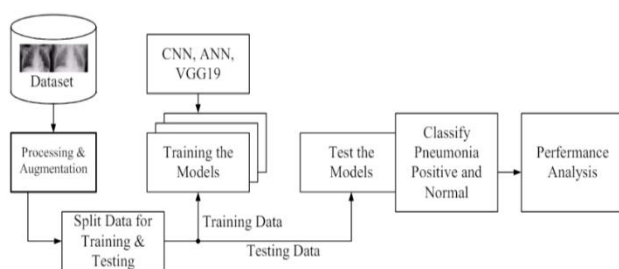 Dataset
CNN, ANN,
VGG19
Processing &
Augmentation
Training the
Models
Test the
Models
Classify
Pneumonia
Positive and
Normal
Perfermance
Analysis
Split Data for
Training &
Testing
Training Data
Testing Data